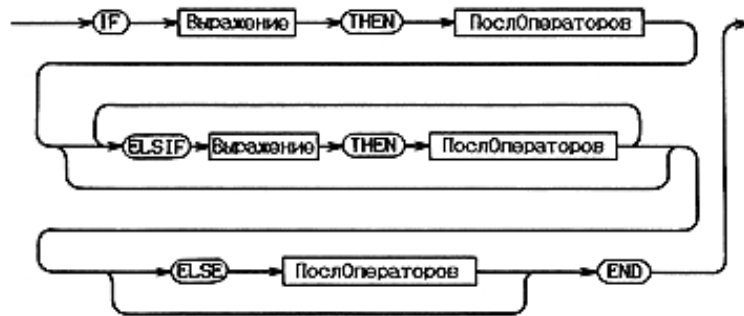 IF Выражение THEN ПослОператоров
ELSIF Выражение THEN ПослОператоров
ELSE ПослОператоров END